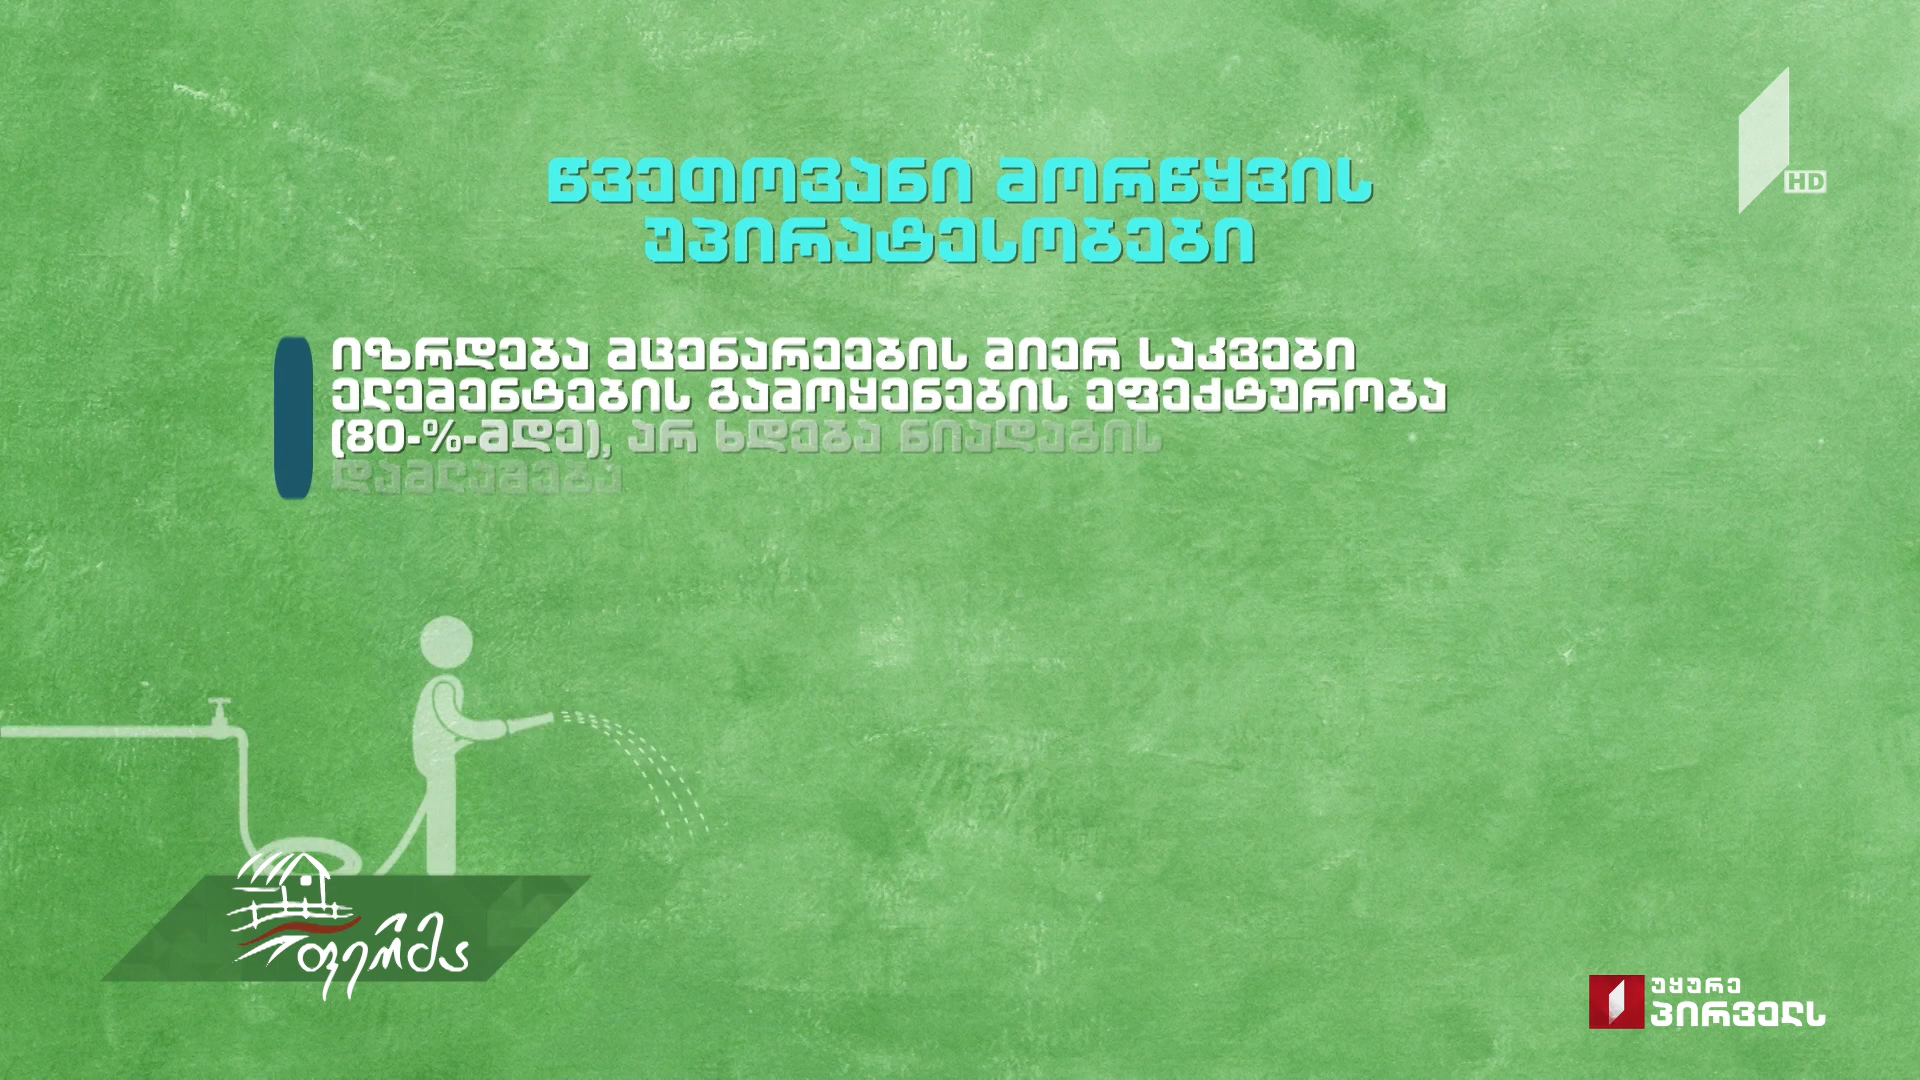 წვეთოვანი მორწყვის
უპირატესობები
იზრდება მცენარეების მიერ საკვები
ელემენტების გამოყენების ეფექტურობა
(80-%-მდე), არ ხდება ნიადაგის
დამლაშება
HD
ფერმა
უყურე
პირველს